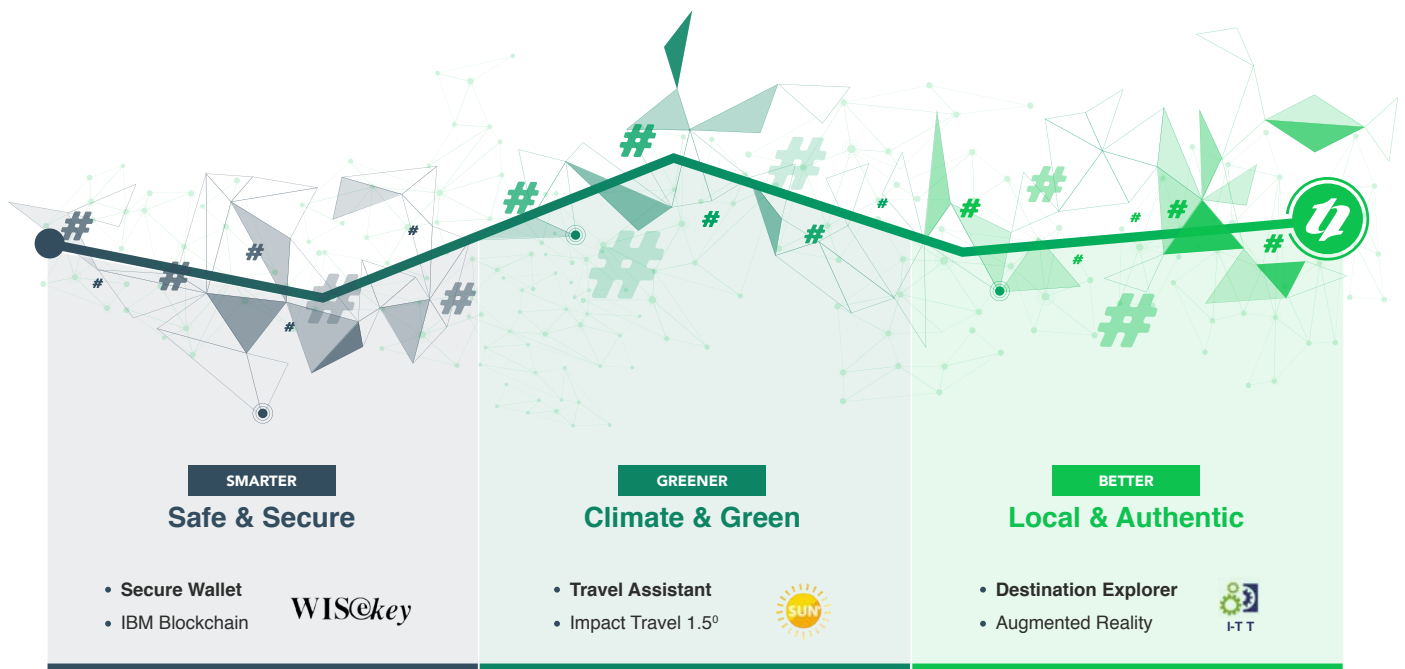 SMARTER
Safe & Secure
• Secure Wallet
• IBM Blockchain
WISekey
GREENER
Climate & Green
• Travel Assistant
• Impact Travel 1.5⁰
SUN
BETTER
Local & Authentic
• Destination Explorer
• Augmented Reality
I-T T